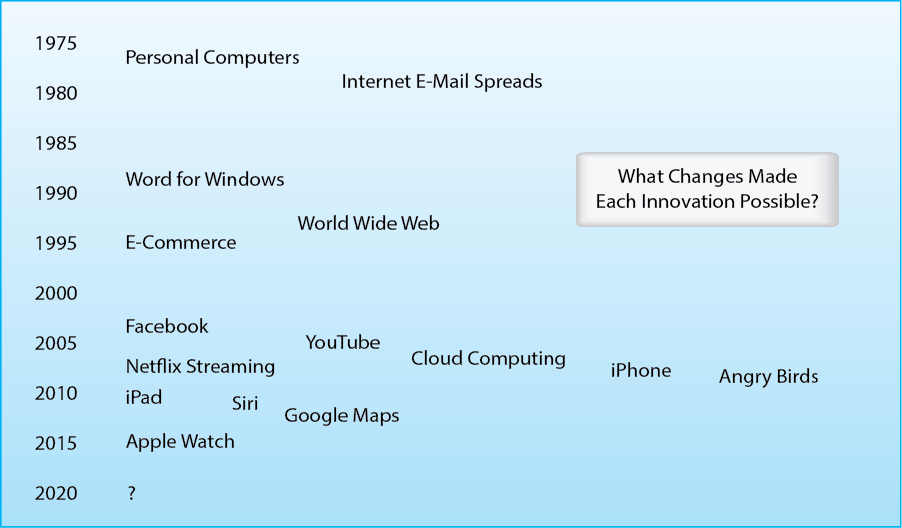 1975
Personal Computers
Internet E-Mail Spreads
1980
1985
What Changes Made
Each Innovation Possible?
Word for Windows
1990
World Wide Web
E-Commerce
1995
2000
Facebook
2005
YouTube
Cloud Computing
Netflix Streaming
iPhone
Angry Birds
2010
iPad
Siri
Google Maps
2015
Apple Watch
2020
?